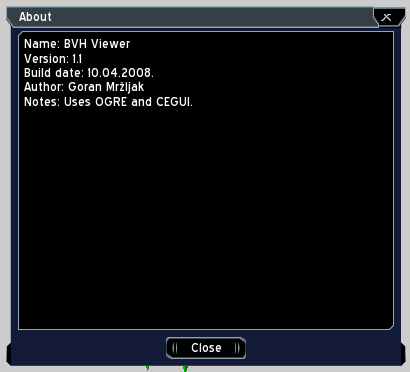 About
Name: BVH Viewer
Version: 1.1
Build date: 10.04.2008.
Author: Goran Mržljak
Notes: Uses OGRE and CEGUI.
Close